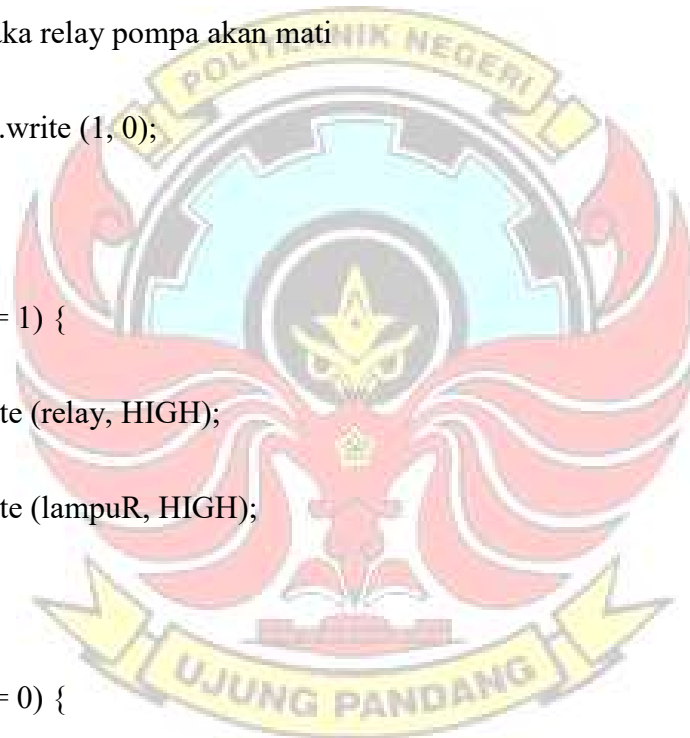 aka relay pompa akan mati
POLITEKNIK NEGERI
.write (1, 0);
= 1) {
te (relay, HIGH);
te (lampuR, HIGH);
UJUNG PANDANG
= 0) {